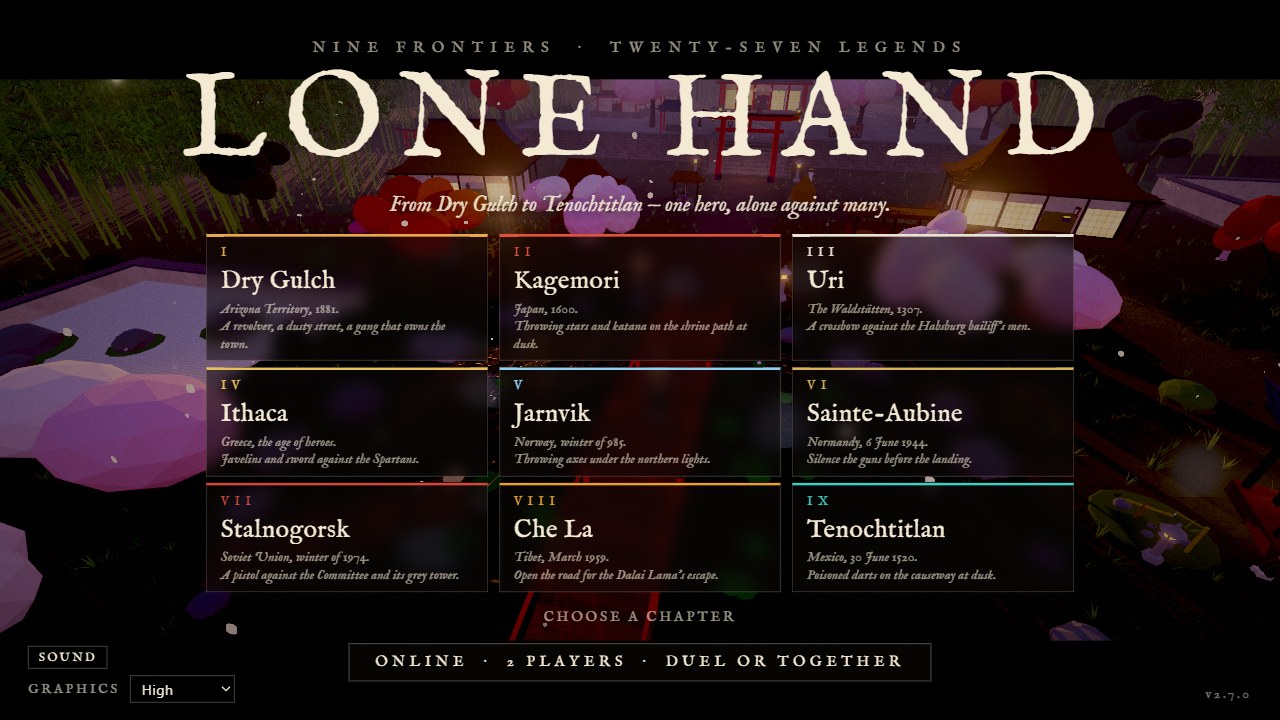 NINE FRONTIERS · TWENTY-SEVEN LEGENDS
LONE HAND
From Dry Gulch to Tenochtitlan — one hero, alone against many.
I
Dry Gulch
Arizona Territory, 1881.
A revolver, a dusty street, a gang that owns the
town.
II
Kagemori
Japan, 1600.
Throwing stars and katana on the shrine path at
dusk.
III
Uri
The Waldstätten, 1307.
A crossbow against the Habsburg bailiff's men.
IV
Ithaca
Greece, the age of heroes.
Javelins and sword against the Spartans.
V
Jarnvik
Norway, winter of 985.
Throwing axes under the northern lights.
VI
Sainte-Aubine
Normandy, 6 June 1944.
Silence the guns before the landing.
VII
Stalnogorsk
Soviet Union, winter of 1974.
A pistol against the Committee and its grey tower.
VIII
Che La
Tibet, March 1959.
Open the road for the Dalai Lama's escape.
IX
Tenochtitlan
Mexico, 30 June 1520.
Poisoned darts on the causeway at dusk.
CHOOSE A CHAPTER
ONLINE · 2 PLAYERS · DUEL OR TOGETHER
SOUND
GRAPHICS High
v2.7.0